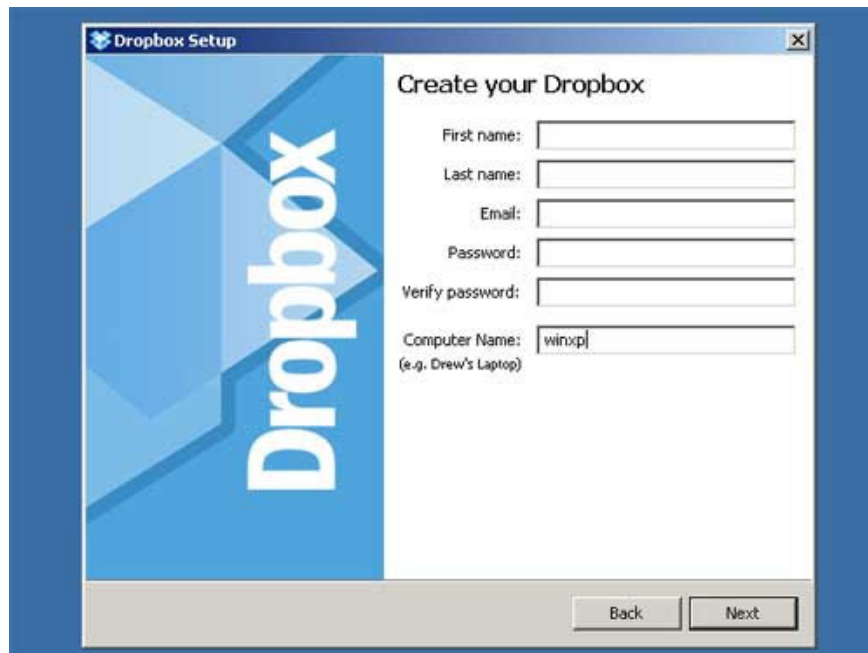 Dropbox Setup
Dropbox
Create your Dropbox
First name:
Last name:
Email:
Password:
Verify password:
Computer Name: winxp
(e.g. Drew's Laptop)
Back Next